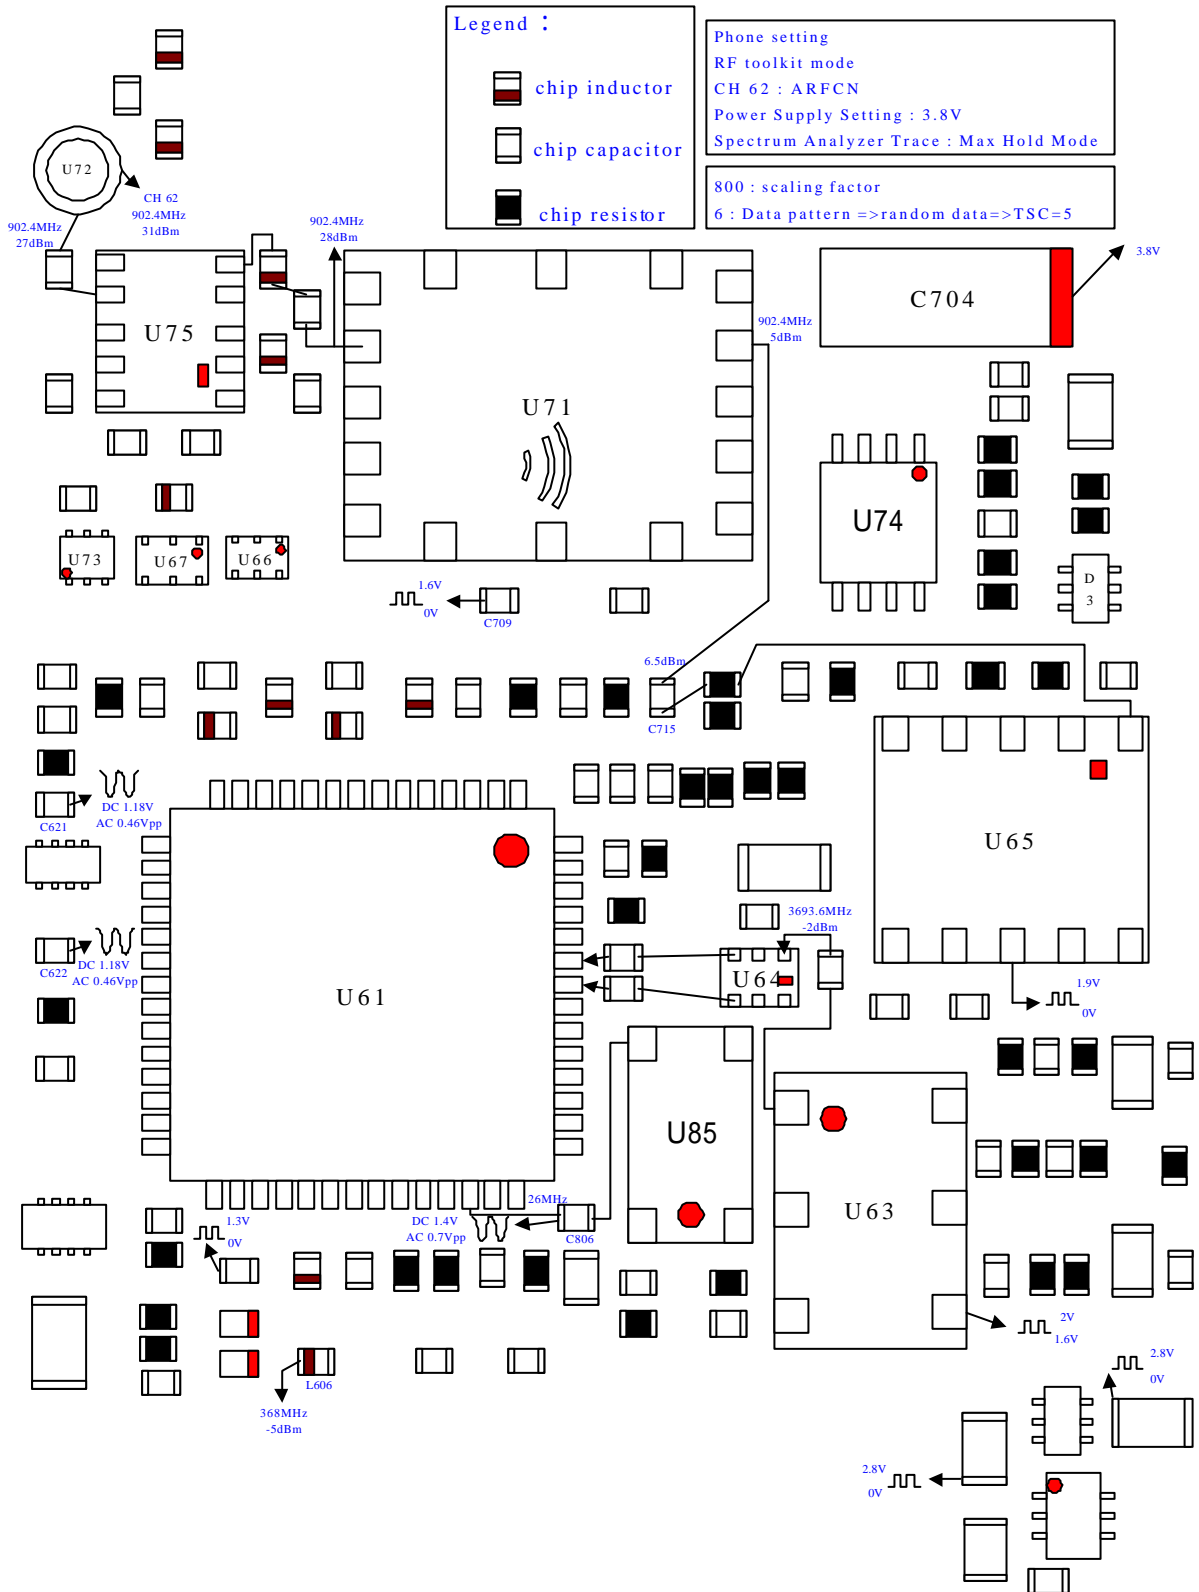 Legend :
chip inductor
chip capacitor
chip resistor
Phone setting
RF toolkit mode
CH 62 : ARFCN
Power Supply Setting : 3.8V
Spectrum Analyzer Trace : Max Hold Mode
800 : scaling factor
6 : Data pattern =>random data=>TSC=5
U72
CH 62
902.4MHz
31dBm
902.4MHz
27dBm
902.4MHz
28dBm
3.8V
C704
U75
902.4MHz
5dBm
U71
U74
U73
U67
U66
D
3
1.6V
0V
C709
6.5dBm
C715
DC 1.18V
AC 0.46Vpp
C621
U65
3693.6MHz
-2dBm
DC 1.18V
AC 0.46Vpp
C622
U61
U64
1.9V
0V
U85
U63
26MHz
DC 1.4V
AC 0.7Vpp
C806
1.3V
0V
2V
1.6V
L606
368MHz
-5dBm
2.8V
0V
2.8V
0V